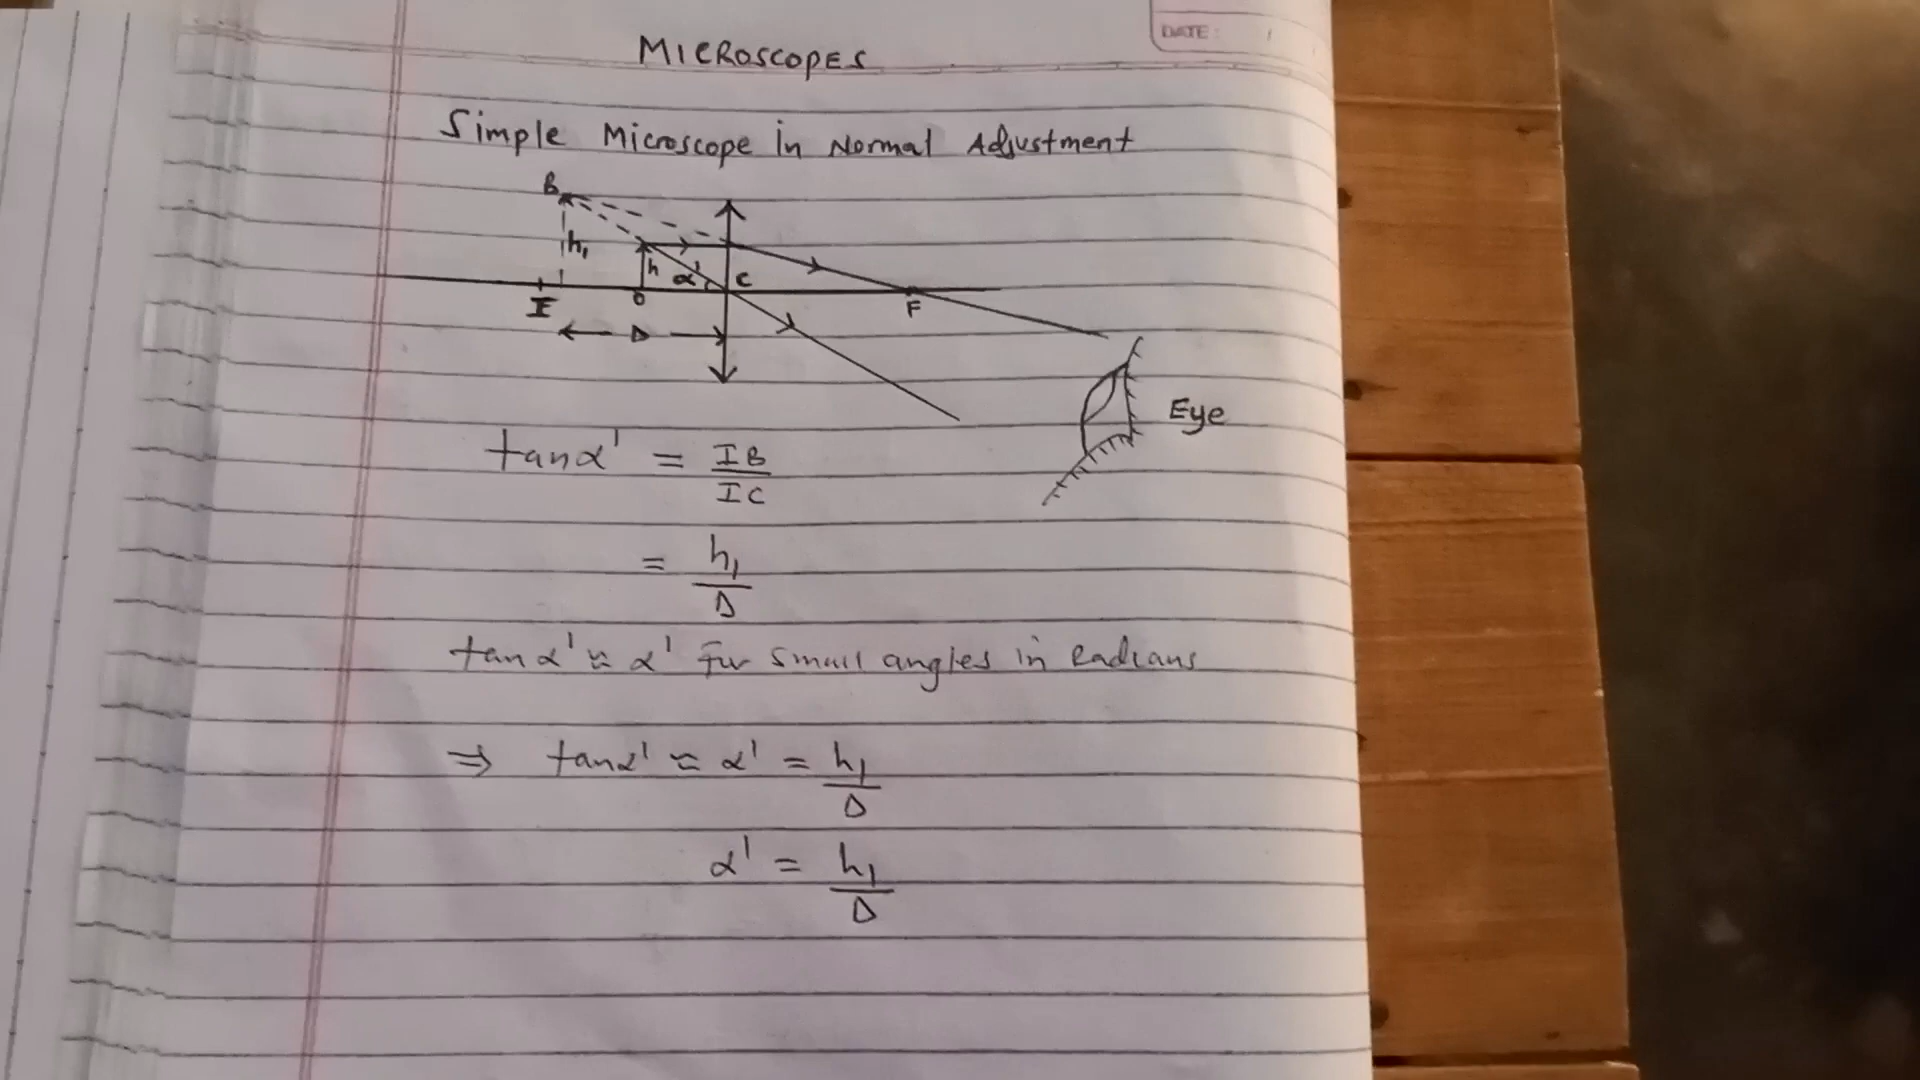 DATE:
MICROSCOPES
Simple Microscope in Normal Adjustment
B
h₁
h
α'
C
I
O
F
D
Eye
tanα' = IB/IC
= h₁/D
tanα' ≈ α' for small angles in Radians
⇒ tanα' ≈ α' = h₁/D
α' = h₁/D